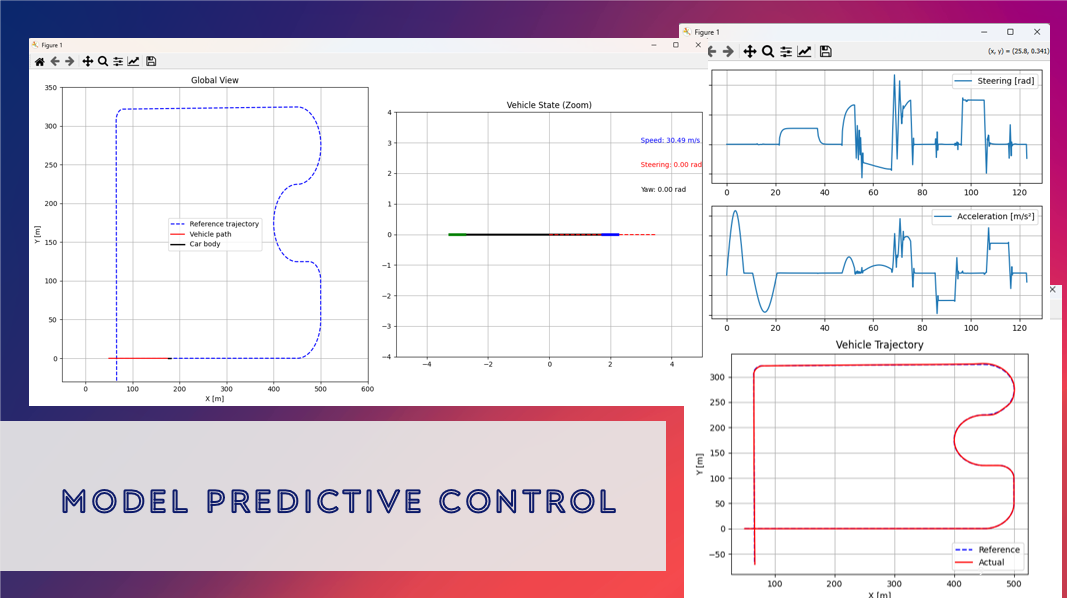 Figure 1
Global View
350
300
250
200
150
100
50
0
Y [m]
0 100 200 300 400 500 600
X [m]
Reference trajectory
Vehicle path
Car body
Vehicle State (Zoom)
4
3
2
1
0
−1
−2
−3
−4
−4 −2 0 2 4
Speed: 30.49 m/s
Steering: 0.00 rad
Yaw: 0.00 rad
Figure 1
(x, y) = (25.8, 0.341)
Steering [rad]
0 20 40 60 80 100 120
Acceleration [m/s²]
0 20 40 60 80 100 120
Vehicle Trajectory
300
250
200
150
100
50
0
−50
Y [m]
100 200 300 400 500
X [m]
Reference
Actual
MODEL PREDICTIVE CONTROL